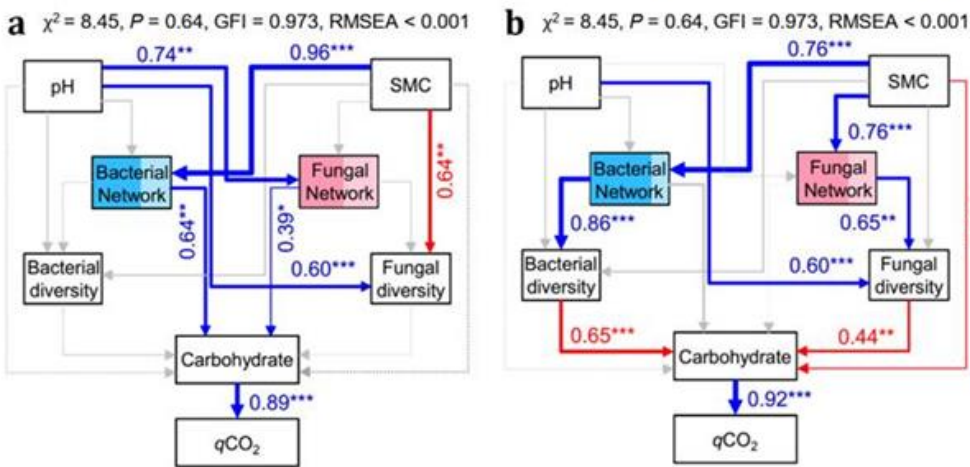 a χ² = 8.45, P = 0.64, GFI = 0.973, RMSEA < 0.001
0.74**
0.96***
pH
SMC
Bacterial
Network
Fungal
Network
0.64**
0.64**
0.39*
Bacterial
diversity
0.60***
Fungal
diversity
Carbohydrate
0.89***
qCO₂
b χ² = 8.45, P = 0.64, GFI = 0.973, RMSEA < 0.001
0.76***
pH
SMC
0.76***
Bacterial
Network
Fungal
Network
0.86***
0.65**
Bacterial
diversity
0.60***
Fungal
diversity
0.65***
0.44**
Carbohydrate
0.92***
qCO₂